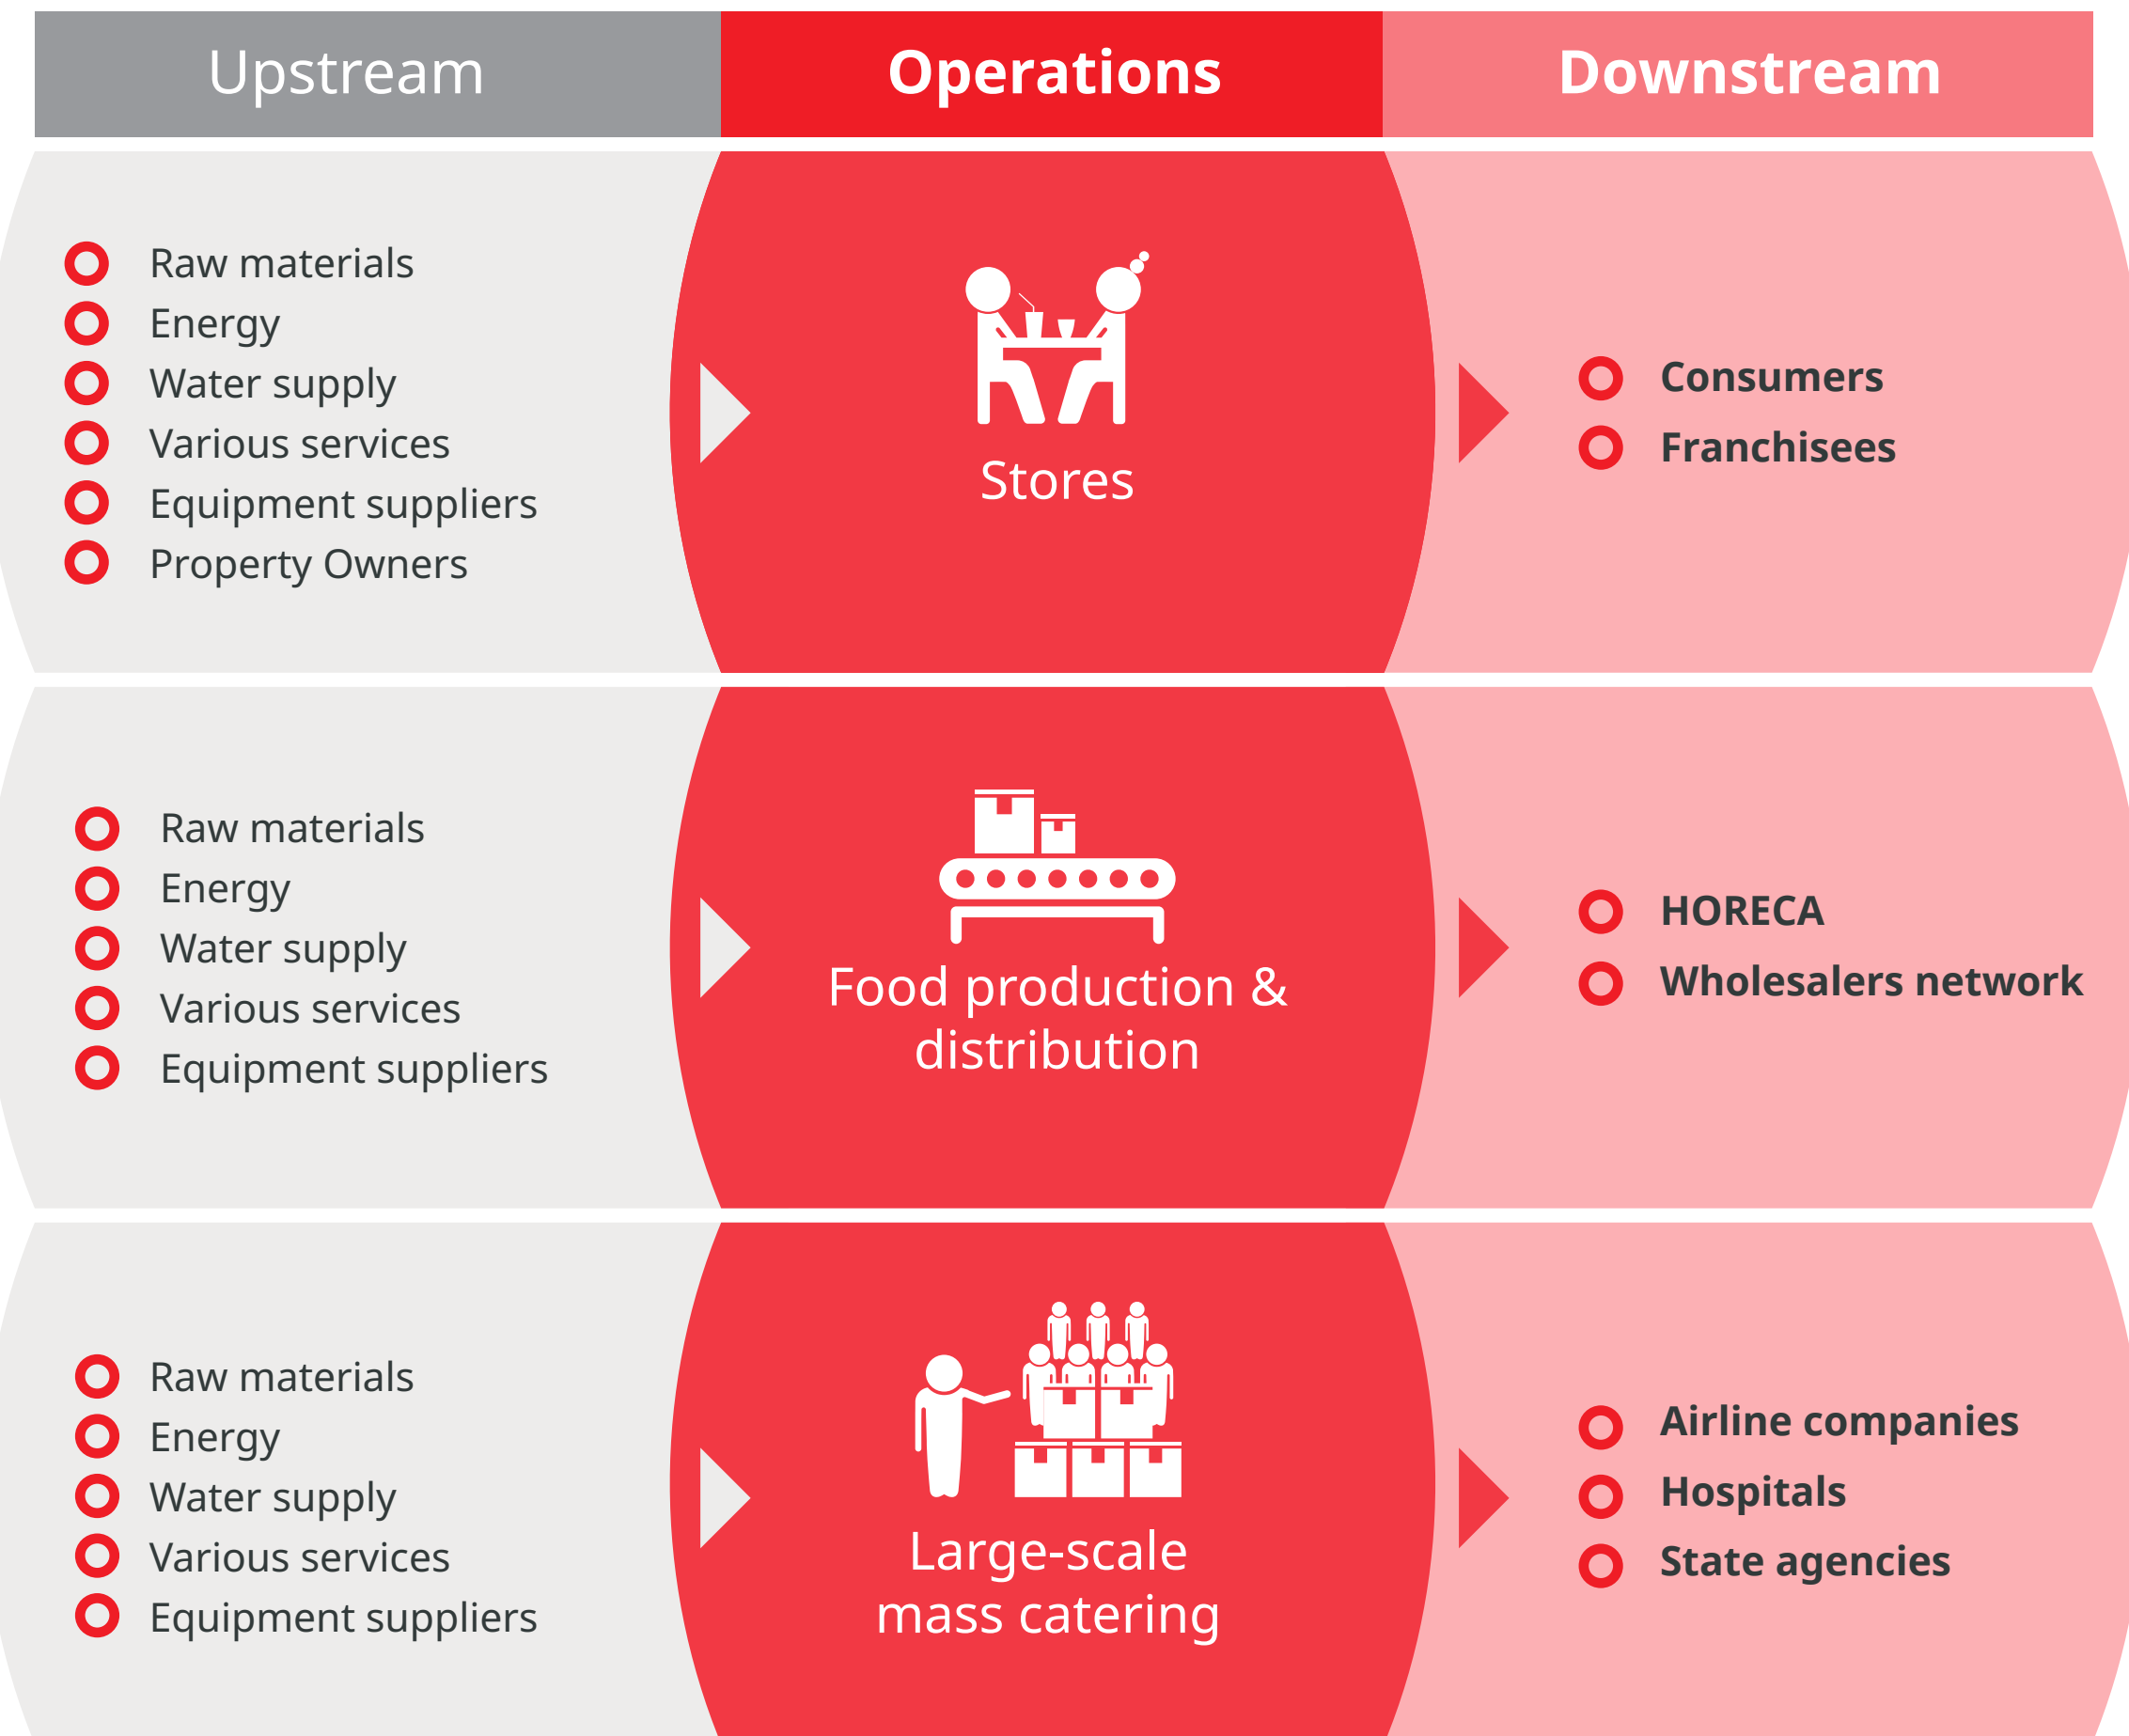 Upstream
Operations
Downstream
Raw materials
Energy
Water supply
Various services
Equipment suppliers
Property Owners
Stores
Consumers
Franchisees
Raw materials
Energy
Water supply
Various services
Equipment suppliers
Food production &
distribution
HORECA
Wholesalers network
Raw materials
Energy
Water supply
Various services
Equipment suppliers
Large-scale
mass catering
Airline companies
Hospitals
State agencies